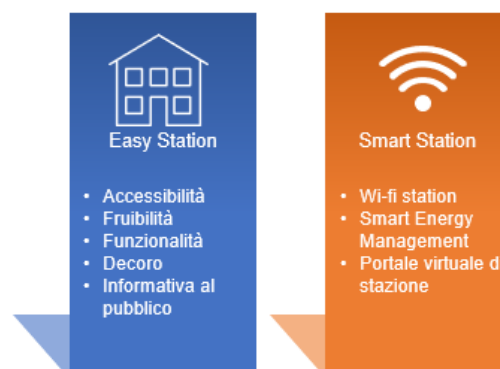 Easy Station
• Accessibilità
• Fruibilità
• Funzionalità
• Decoro
• Informativa al
pubblico
Smart Station
• Wi-fi station
• Smart Energy
Management
• Portale virtuale d
stazione